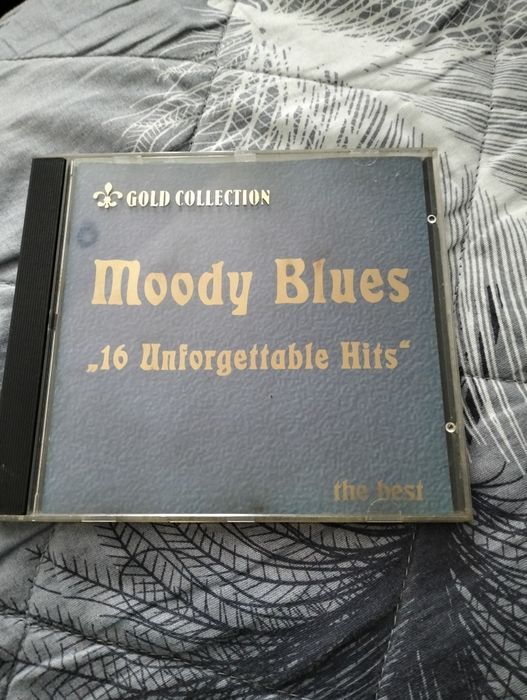 GOLD COLLECTION
Moody Blues
„16 Unforgettable Hits“
the best